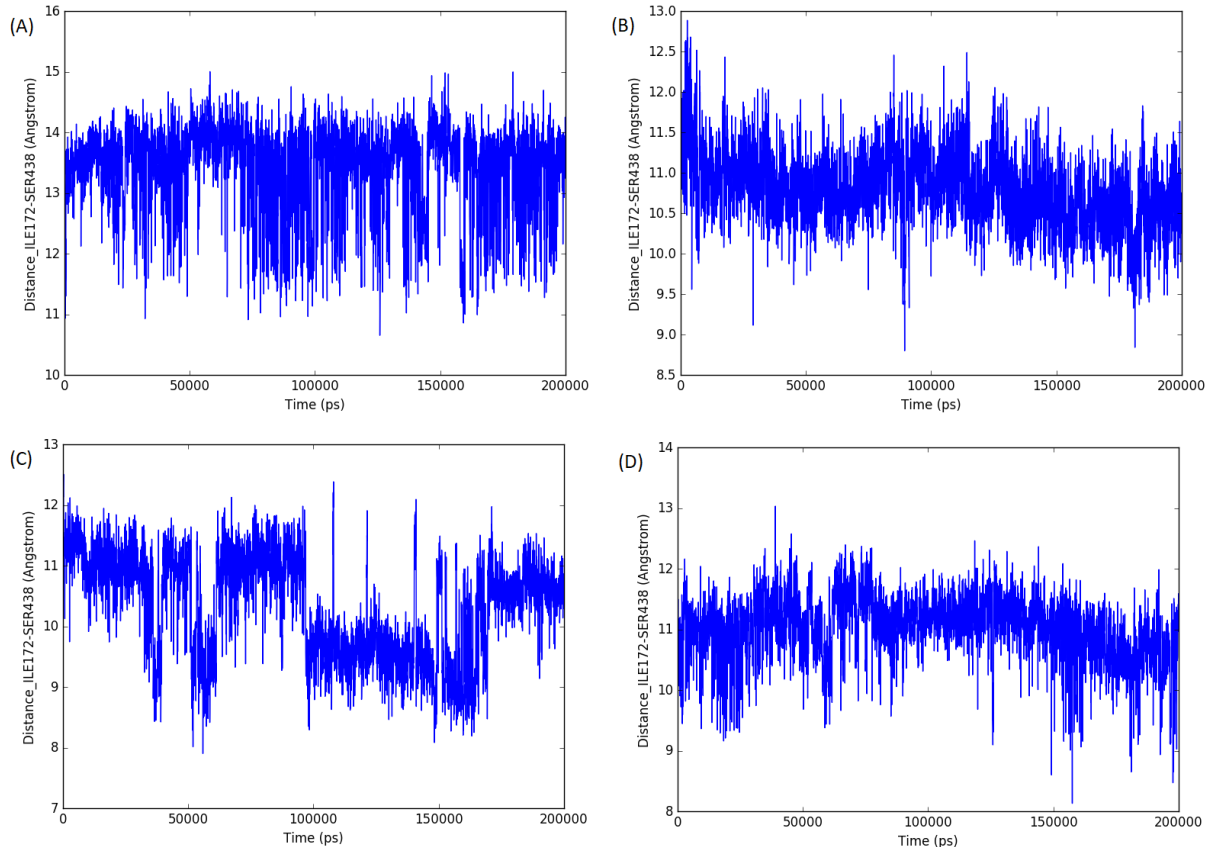 (A)
16
15
14
13
12
11
10
0 50000 100000 150000 200000
Time (ps)
Distance_ILE172-SER438 (Angstrom)
(B)
13.0
12.5
12.0
11.5
11.0
10.5
10.0
9.5
9.0
8.5
0 50000 100000 150000 200000
Time (ps)
Distance_ILE172-SER438 (Angstrom)
(C)
13
12
11
10
9
8
7
0 50000 100000 150000 200000
Time (ps)
Distance_ILE172-SER438 (Angstrom)
(D)
14
13
12
11
10
9
8
0 50000 100000 150000 200000
Time (ps)
Distance_ILE172-SER438 (Angstrom)